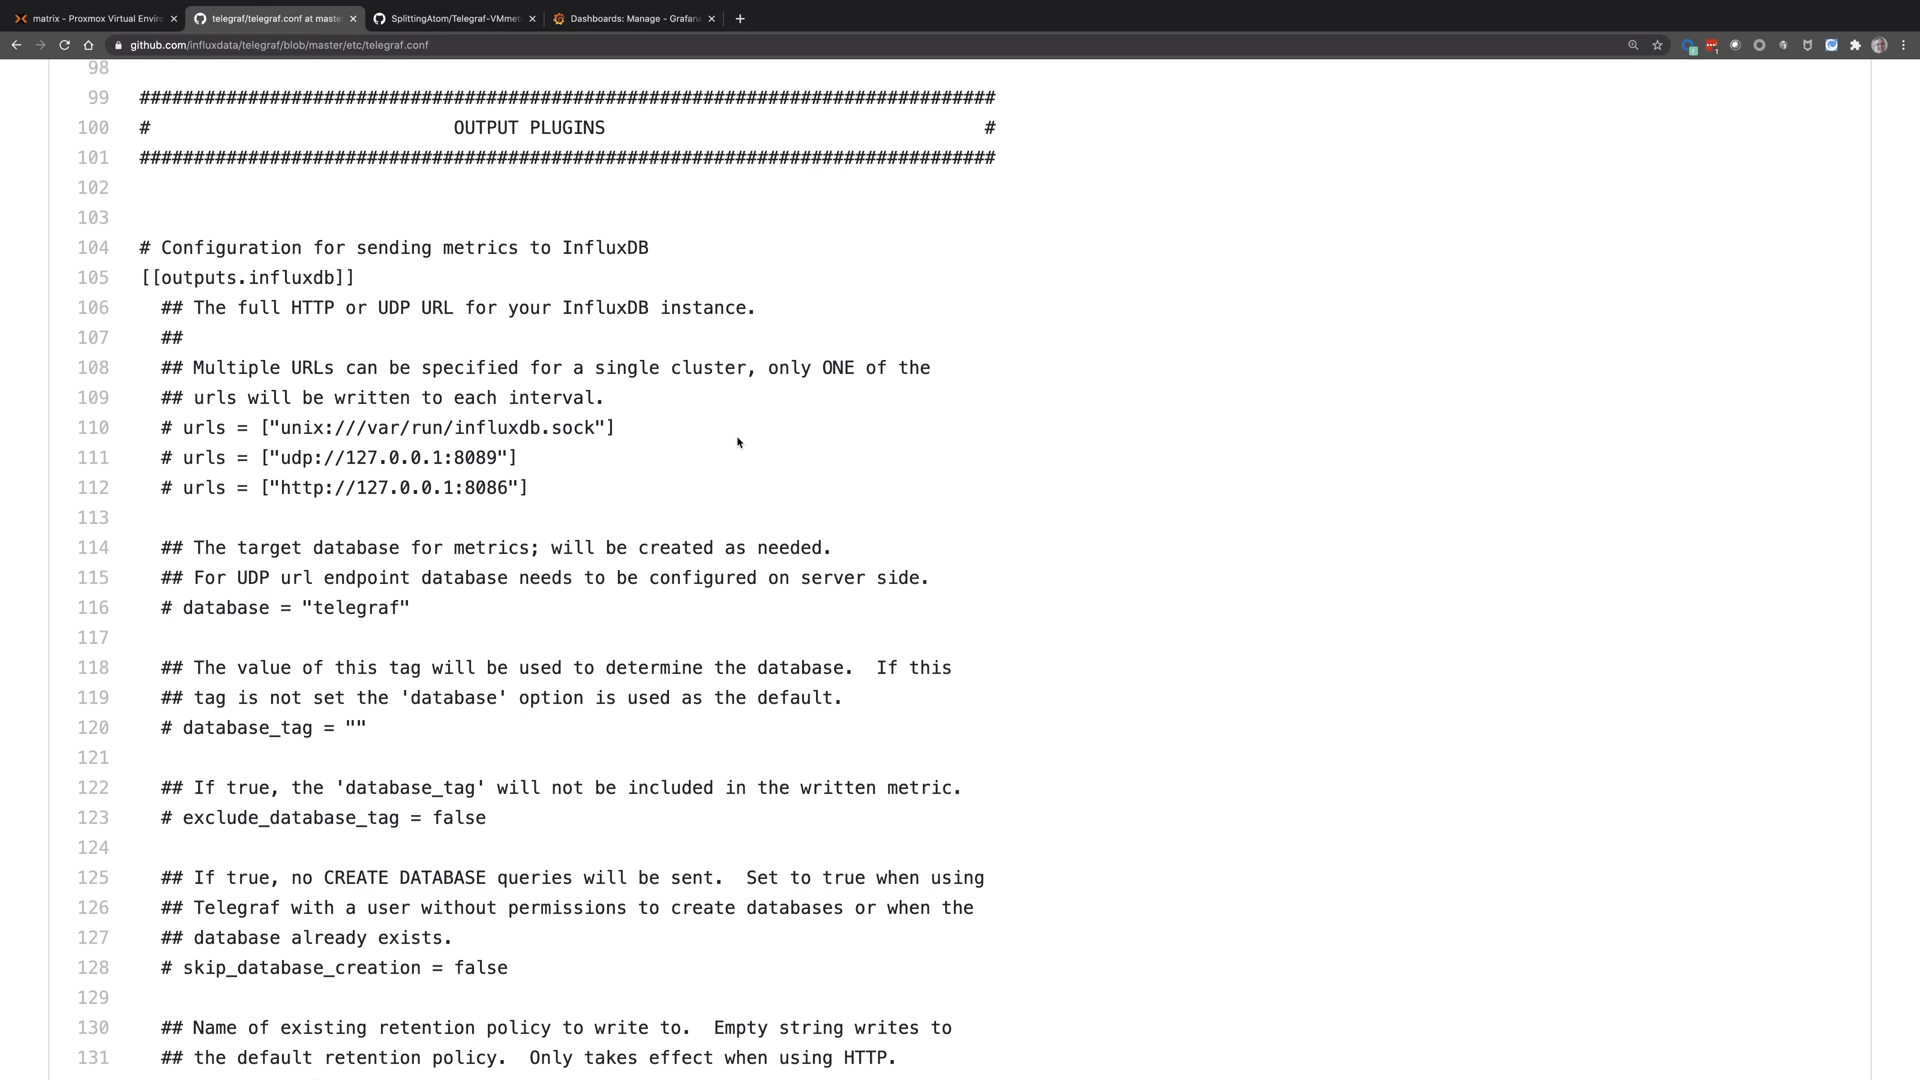 matrix - Proxmox Virtual Enviro
telegraf/telegraf.conf at maste
SplittingAtom/Telegraf-VMmet
Dashboards: Manage - Grafan
github.com/influxdata/telegraf/blob/master/etc/telegraf.conf
98
99 ###############################################################################
100 #                            OUTPUT PLUGINS                                   #
101 ###############################################################################
102
103
104 # Configuration for sending metrics to InfluxDB
105 [[outputs.influxdb]]
106   ## The full HTTP or UDP URL for your InfluxDB instance.
107   ##
108   ## Multiple URLs can be specified for a single cluster, only ONE of the
109   ## urls will be written to each interval.
110   # urls = ["unix:///var/run/influxdb.sock"]
111   # urls = ["udp://127.0.0.1:8089"]
112   # urls = ["http://127.0.0.1:8086"]
113
114   ## The target database for metrics; will be created as needed.
115   ## For UDP url endpoint database needs to be configured on server side.
116   # database = "telegraf"
117
118   ## The value of this tag will be used to determine the database.  If this
119   ## tag is not set the 'database' option is used as the default.
120   # database_tag = ""
121
122   ## If true, the 'database_tag' will not be included in the written metric.
123   # exclude_database_tag = false
124
125   ## If true, no CREATE DATABASE queries will be sent.  Set to true when using
126   ## Telegraf with a user without permissions to create databases or when the
127   ## database already exists.
128   # skip_database_creation = false
129
130   ## Name of existing retention policy to write to.  Empty string writes to
131   ## the default retention policy.  Only takes effect when using HTTP.